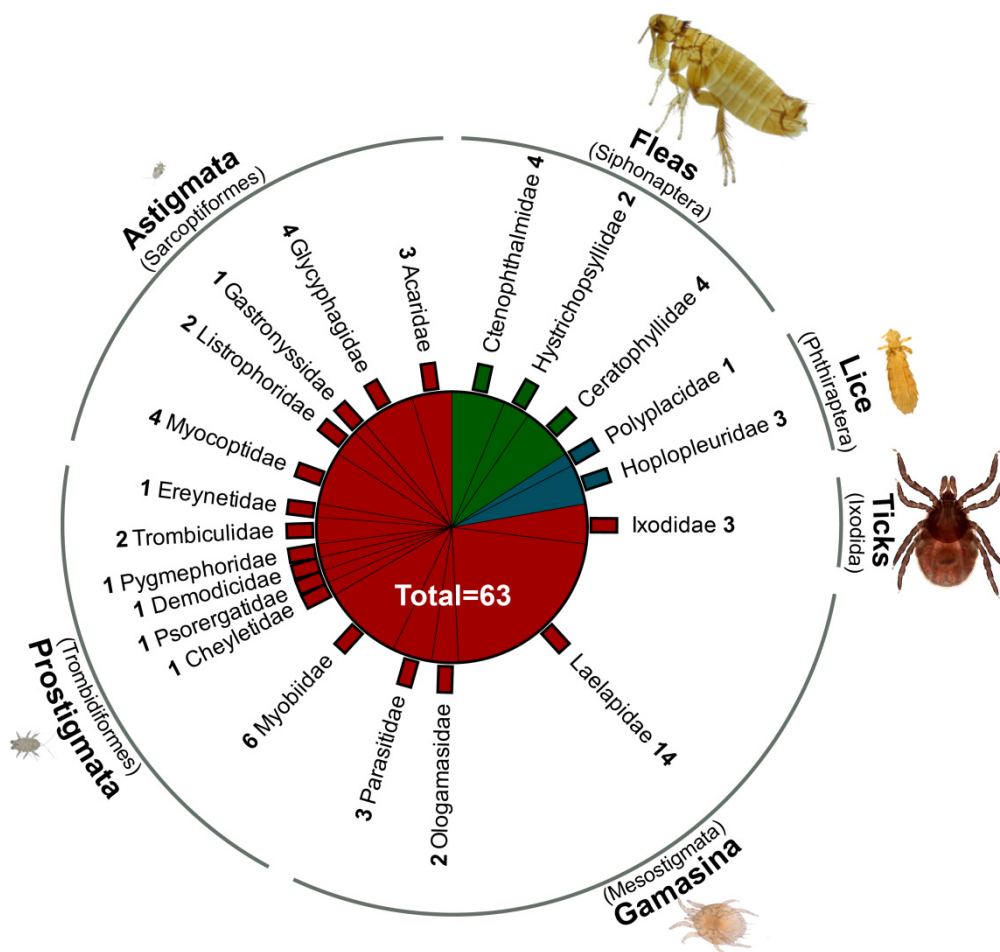 Fleas
(Siphonaptera)
Ctenophthalmidae 4
Hystrichopsyllidae 2
Ceratophyllidae 4
Lice
(Phthiraptera)
Polyplacidae 1
Hoplopleuridae 3
Ticks
(Ixodida)
Ixodidae 3
Laelapidae 14
2 Ologamasidae
3 Parasitidae
(Mesostigmata)
Gamasina
6 Myobiidae
1 Cheyletidae
1 Psorergatidae
1 Demodicidae
1 Pygmephoridae
2 Trombiculidae
1 Ereynetidae
(Trombidiformes)
Prostigmata
4 Myocoptidae
2 Listrophoridae
1 Gastronyssidae
4 Glycyphagidae
3 Acaridae
Astigmata
(Sarcoptiformes)
Total=63